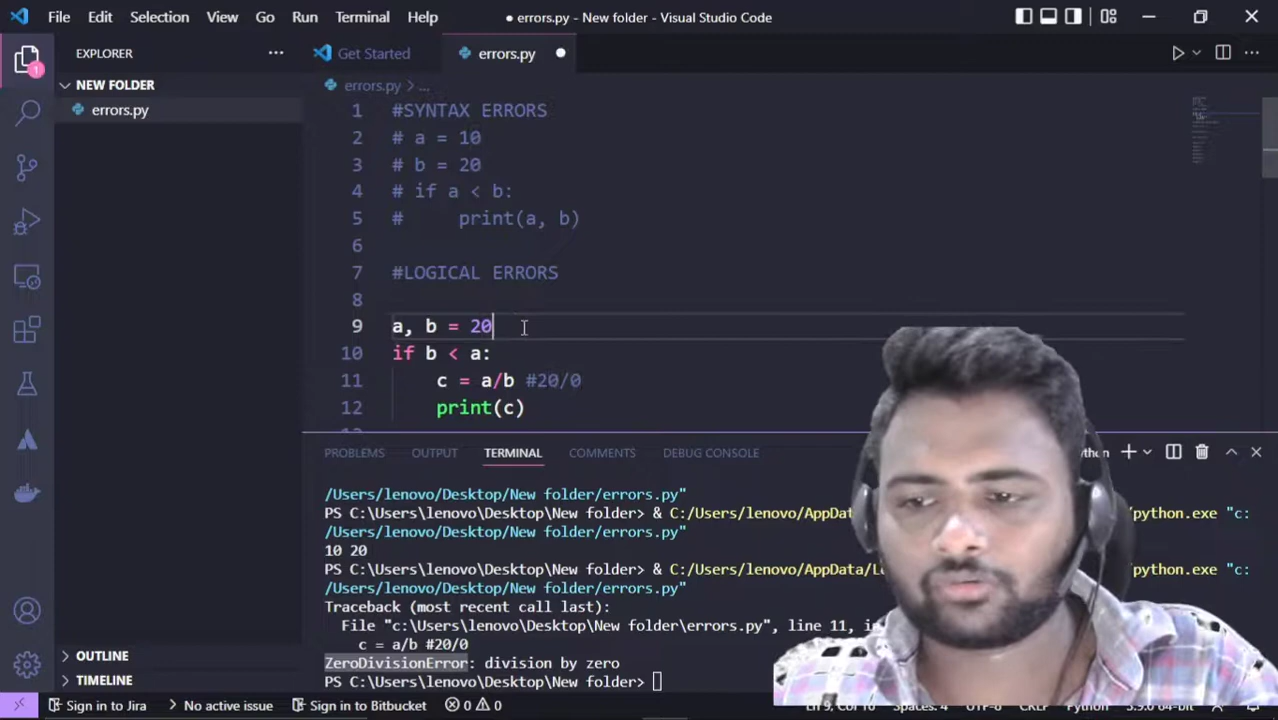 File Edit Selection View Go Run Terminal Help
● errors.py - New folder - Visual Studio Code
EXPLORER
Get Started
errors.py
NEW FOLDER
errors.py
errors.py > ...
1 #SYNTAX ERRORS
2 # a = 10
3 # b = 20
4 # if a < b:
5 #     print(a, b)
6
7 #LOGICAL ERRORS
8
9 a, b = 20
10 if b < a:
11     c = a/b #20/0
12     print(c)
PROBLEMS OUTPUT TERMINAL COMMENTS DEBUG CONSOLE
/Users/lenovo/Desktop/New folder/errors.py"
PS C:\Users\lenovo\Desktop\New folder> & C:/Users/lenovo/AppData /python.exe "c:
/Users/lenovo/Desktop/New folder/errors.py"
10 20
PS C:\Users\lenovo\Desktop\New folder> & C:/Users/lenovo/AppData/L /python.exe "c:
/Users/lenovo/Desktop/New folder/errors.py"
Traceback (most recent call last):
File "c:\Users\lenovo\Desktop\New folder\errors.py", line 11, i
c = a/b #20/0
ZeroDivisionError: division by zero
PS C:\Users\lenovo\Desktop\New folder>
OUTLINE
TIMELINE
1
Sign in to Jira No active issue Sign in to Bitbucket 0 0